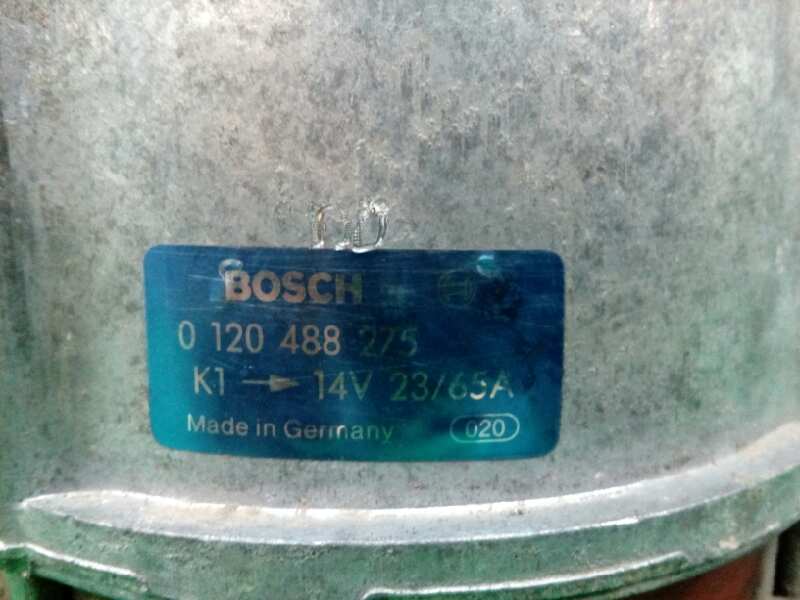 BOSCH
0 120 488 275
K1 → 14V 23/65A
Made in Germany 020